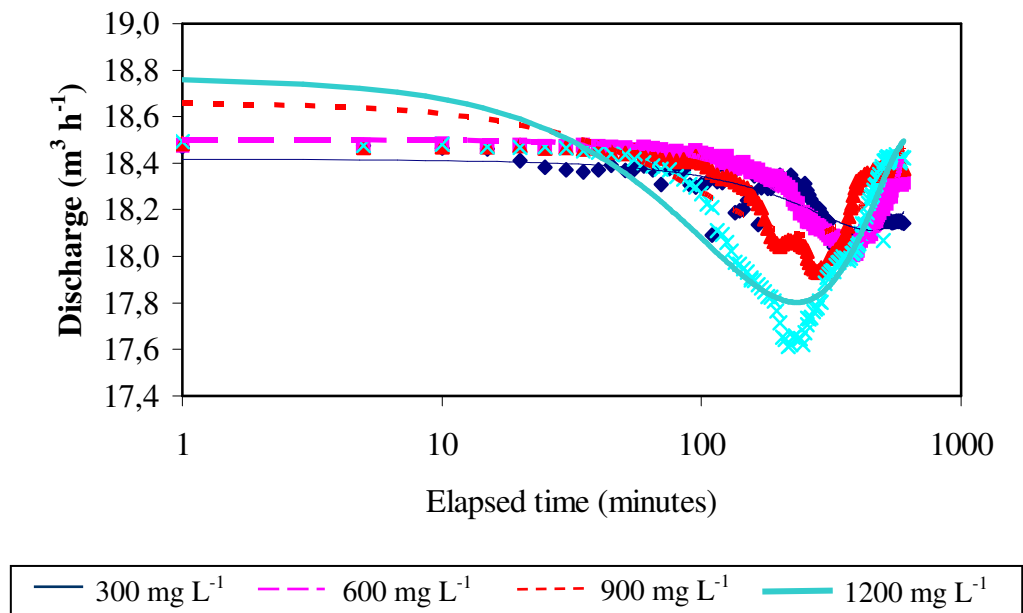 19,0
18,8
18,6
18,4
18,2
18,0
17,8
17,6
17,4
Discharge (m³ h⁻¹)
1 10 100 1000
Elapsed time (minutes)
300 mg L⁻¹ 600 mg L⁻¹ 900 mg L⁻¹ 1200 mg L⁻¹